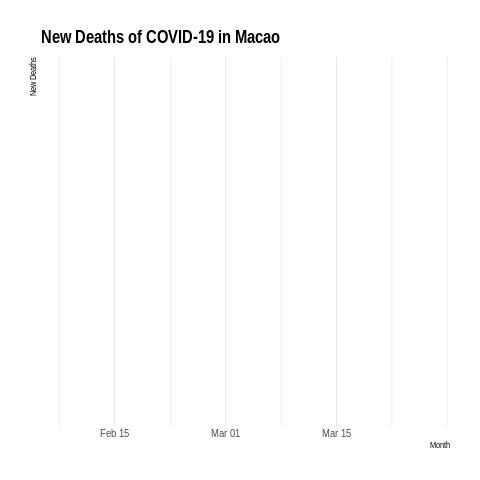 New Deaths of COVID-19 in Macao
New Deaths
Feb 15
Mar 01
Mar 15
Month